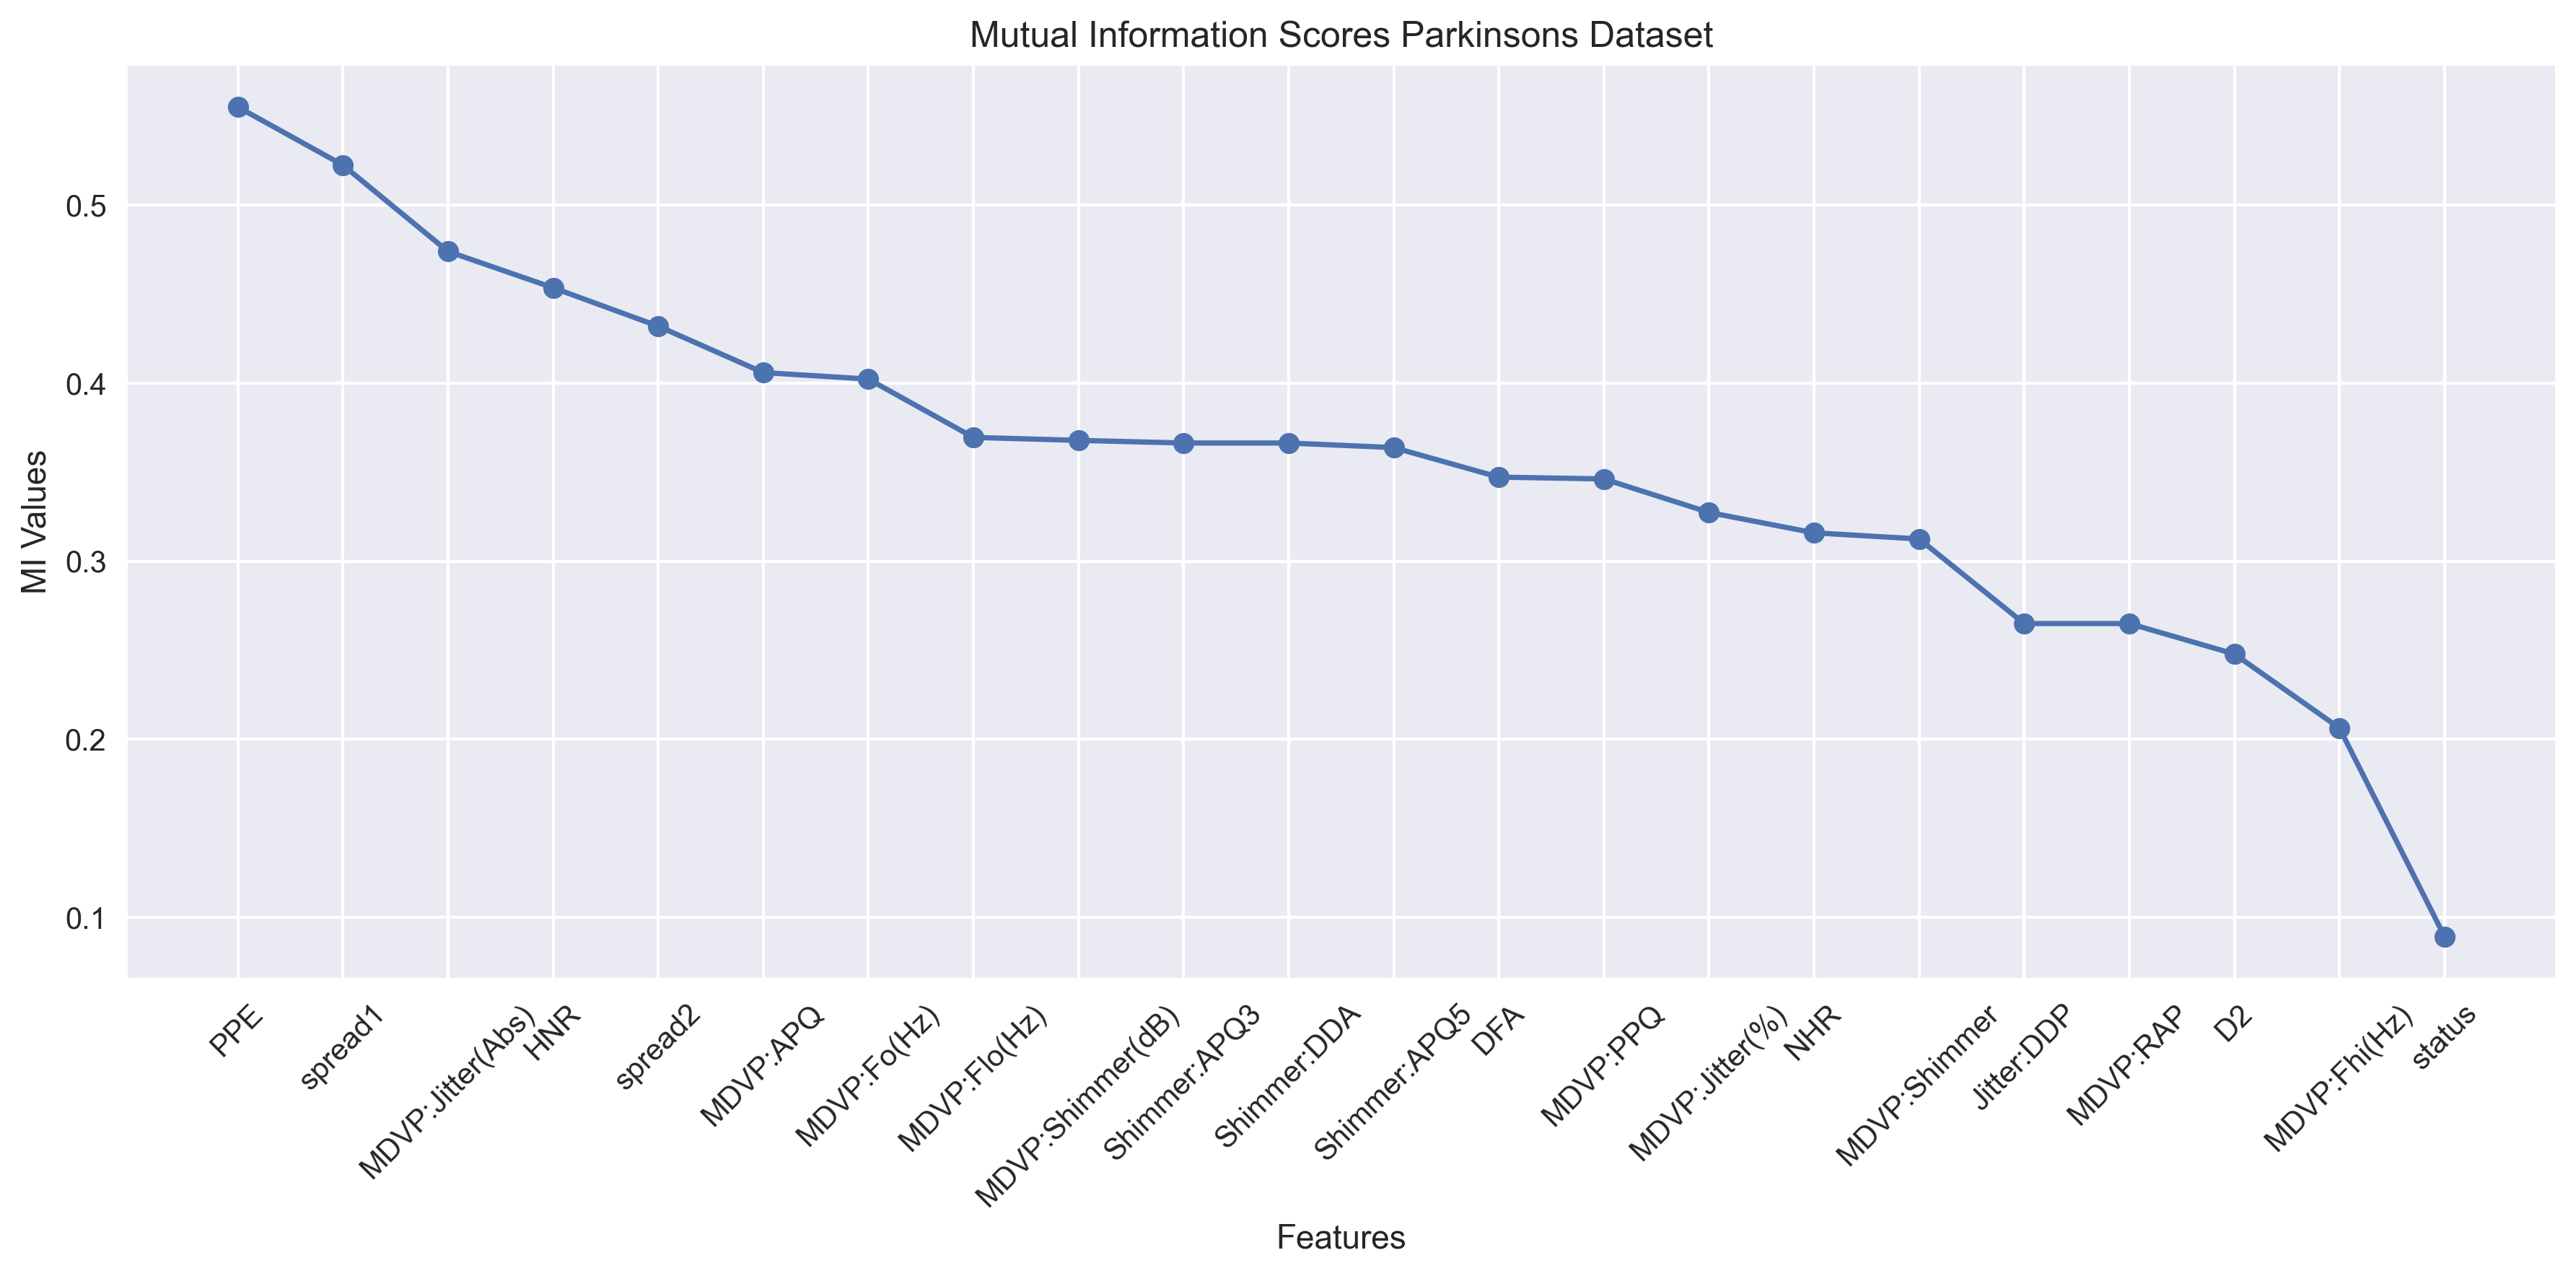 Mutual Information Scores Parkinsons Dataset
MI Values
0.5
0.4
0.3
0.2
0.1
PPE
spread1
MDVP:Jitter(Abs)
HNR
spread2
MDVP:APQ
MDVP:Fo(Hz)
MDVP:Flo(Hz)
MDVP:Shimmer(dB)
Shimmer:APQ3
Shimmer:DDA
Shimmer:APQ5
DFA
MDVP:PPQ
MDVP:Jitter(%)
NHR
MDVP:Shimmer
Jitter:DDP
MDVP:RAP
D2
MDVP:Fhi(Hz)
status
Features